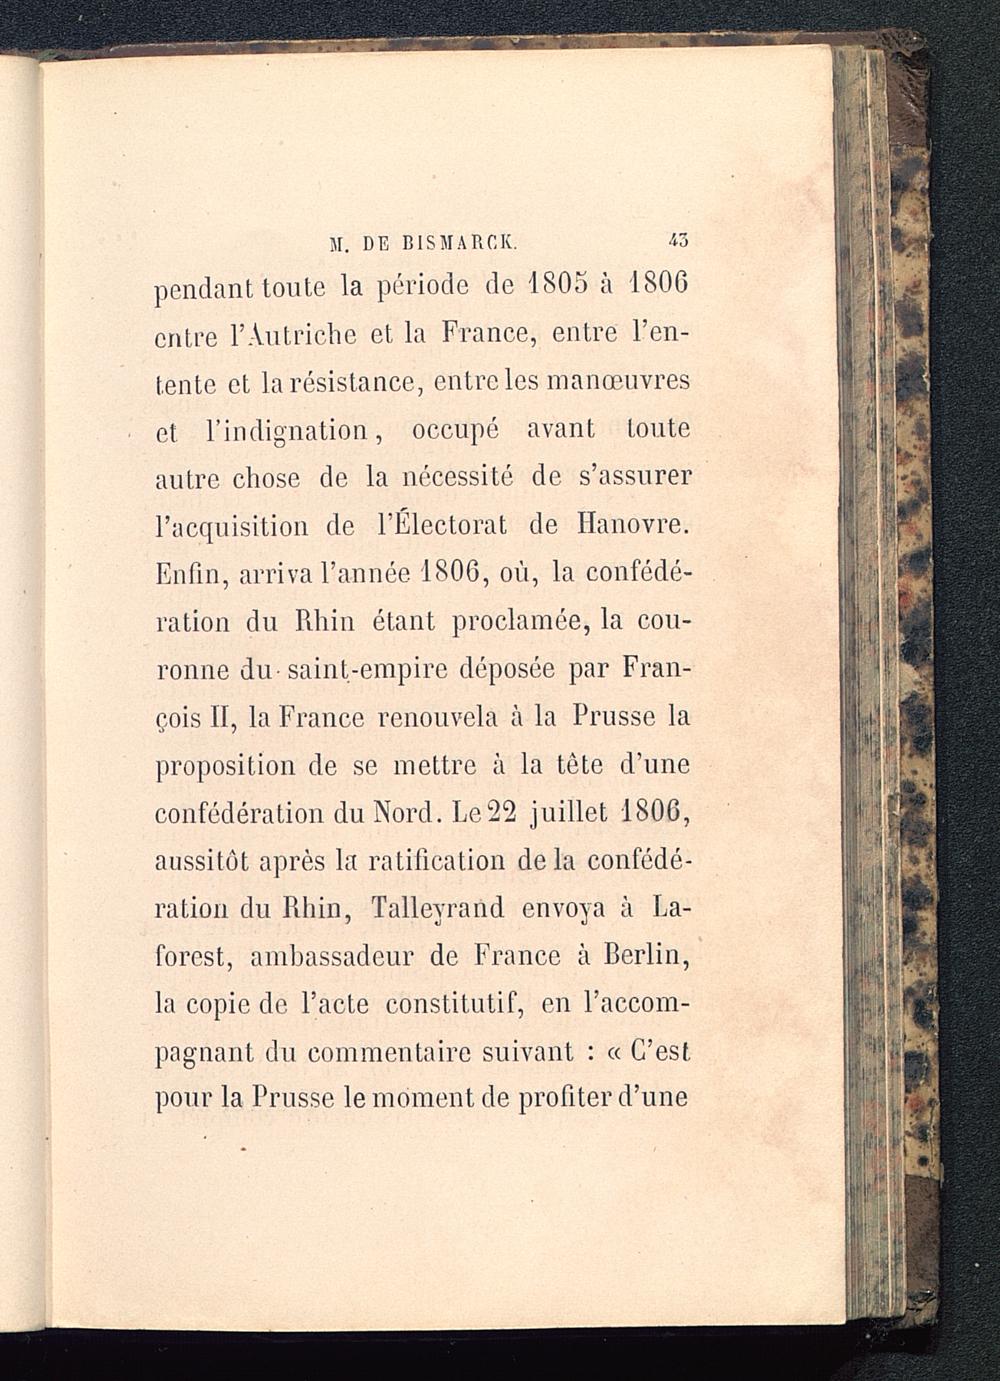 M. DE BISMARCK. 43
pendant toute la période de 1805 à 1806
entre l'Autriche et la France, entre l'en-
tente et la résistance, entre les manœuvres
et l'indignation, occupé avant toute
autre chose de la nécessité de s'assurer
l'acquisition de l'Électorat de Hanovre.
Enfin, arriva l'année 1806, où, la confédé-
ration du Rhin étant proclamée, la cou-
ronne du saint-empire déposée par Fran-
çois II, la France renouvela à la Prusse la
proposition de se mettre à la tête d'une
confédération du Nord. Le 22 juillet 1806,
aussitôt après la ratification de la confédé-
ration du Rhin, Talleyrand envoya à La-
forest, ambassadeur de France à Berlin,
la copie de l'acte constitutif, en l'accom-
pagnant du commentaire suivant : « C'est
pour la Prusse le moment de profiter d'une